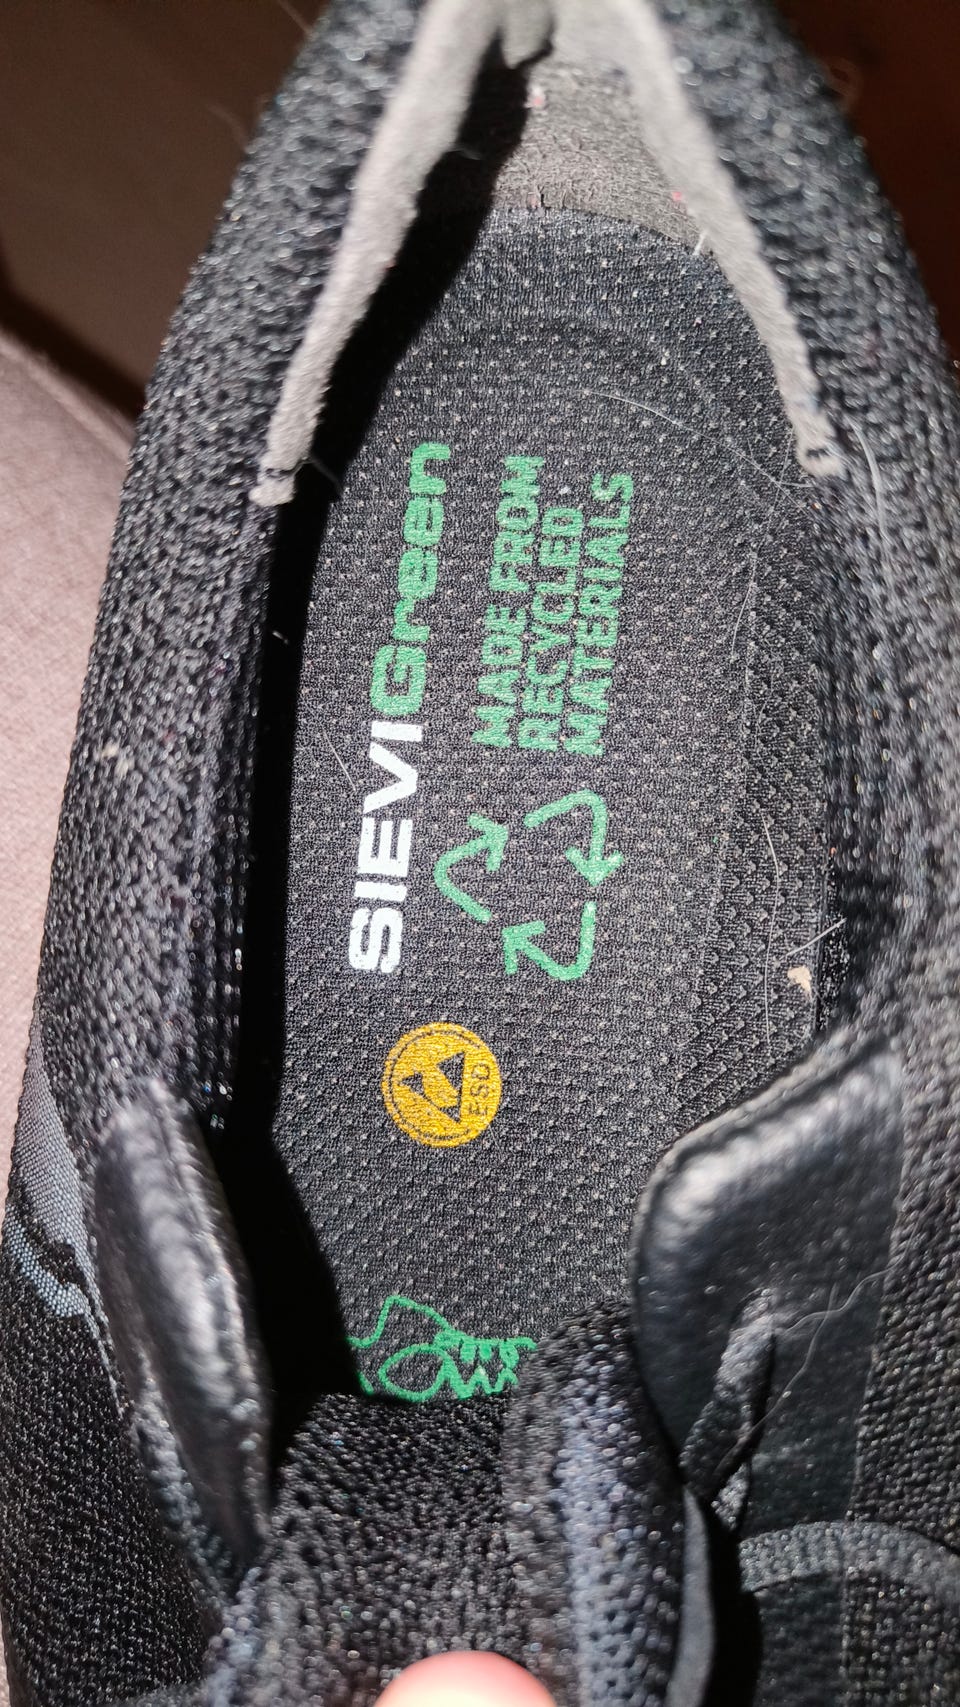 SIEVIGreen
MADE FROM
RECYCLED
MATERIALS
ESD